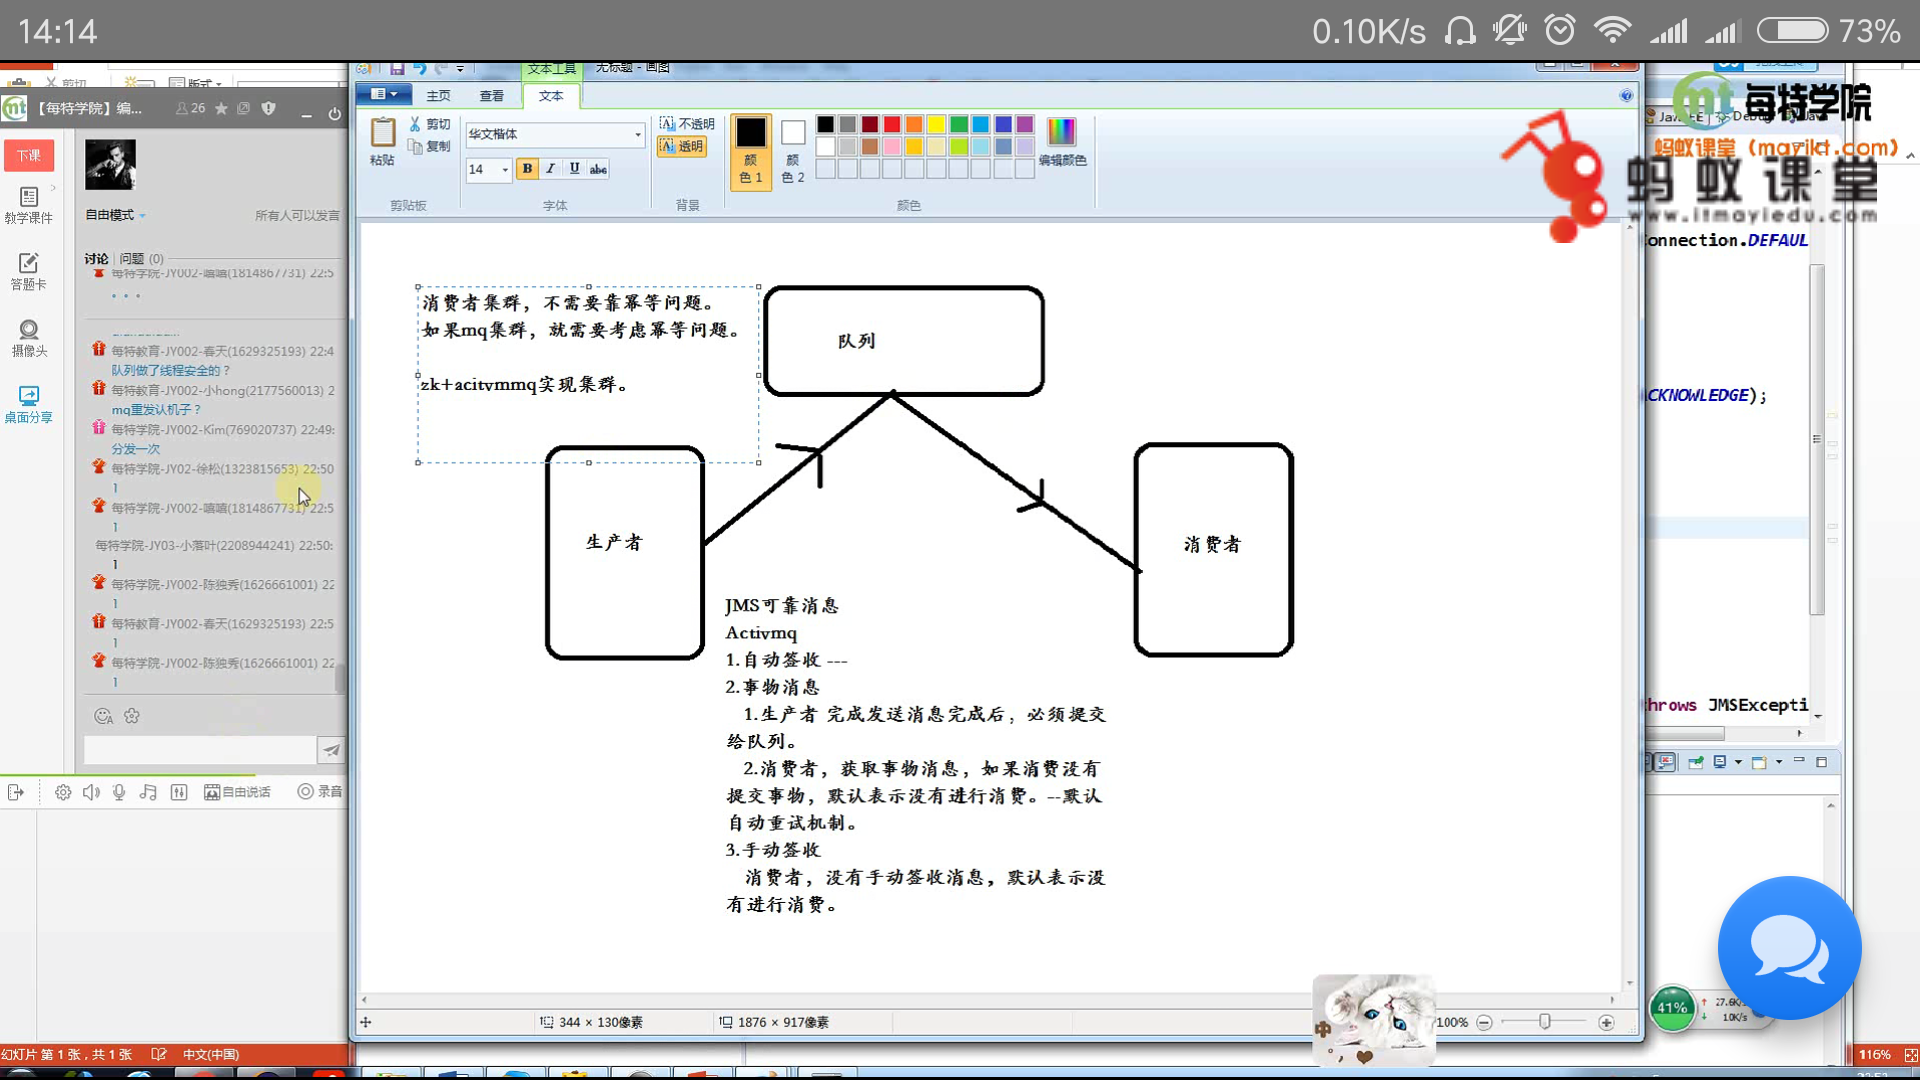 14:14
0.10K/s
73%
剪切
版式
文本工具
无标题 - 画图
【每特学院】编...
26
主页
查看
文本
下课
粘贴
剪切
复制
华文楷体
14
B
I
U
abc
不透明
透明
颜色 1
颜色 2
编辑颜色
剪贴板
字体
背景
颜色
每特学院
蚂蚁课堂（mayikt.com）
蚂蚁课堂
www.itmayiedu.com
教学课件
答题卡
摄像头
桌面分享
自由模式
所有人可以发言
讨论
问题 (0)
每特学院-JY002-嘻嘻(1814867731) 22:5
每特教育-JY002-春天(1629325193) 22:4
队列做了线程安全的？
每特教育-JY002-小hong(2177560013) 2
mq重发认机子？
每特学院-JY002-Kim(769020737) 22:49:
分发一次
每特学院-JY02-徐松(1323815653) 22:50
1
每特学院-JY002-嘻嘻(1814867731) 22:5
1
每特学院-JY03-小落叶(2208944241) 22:50:
1
每特学院-JY002-陈独秀(1626661001) 22
1
每特教育-JY002-春天(1629325193) 22:5
1
每特学院-JY002-陈独秀(1626661001) 22
1
自由说话
录音
消费者集群，不需要靠幂等问题。
如果mq集群，就需要考虑幂等问题。
zk+acitvmmq实现集群。
队列
生产者
消费者
JMS可靠消息
Activmq
1.自动签收 ---
2.事物消息
1.生产者 完成发送消息完成后，必须提交
给队列。
2.消费者，获取事物消息，如果消费没有
提交事物，默认表示没有进行消费。--默认
自动重试机制。
3.手动签收
消费者，没有手动签收消息，默认表示没
有进行消费。
onnection.DEFAUL
CKNOWLEDGE);
hrows JMSExcepti
344 × 130像素
1876 × 917像素
100%
中
41%
27.6K/s
10K/s
幻灯片 第 1 张，共 1 张
中文(中国)
116%